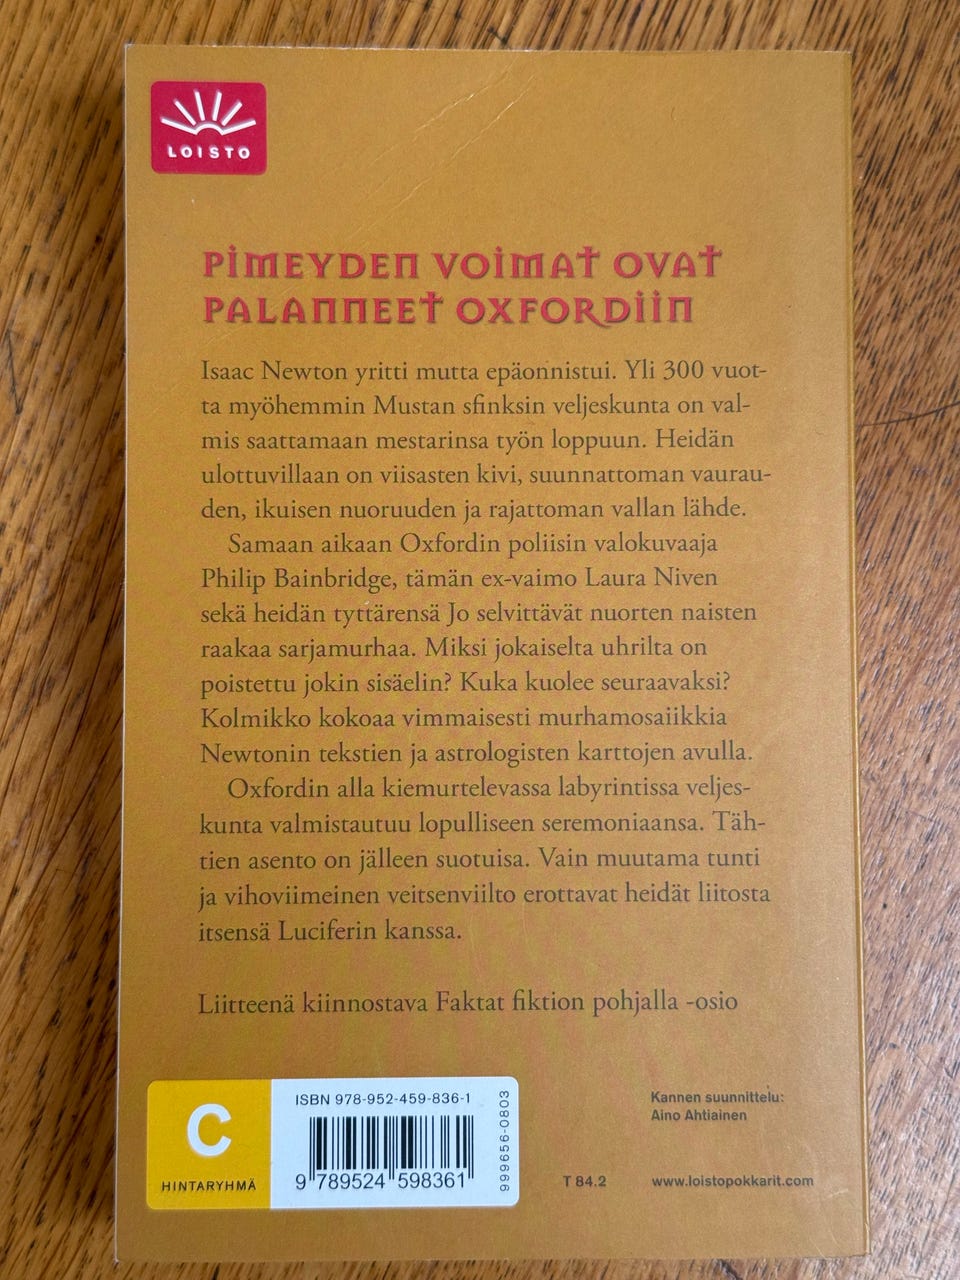 LOISTO
PIMEYDEN VOIMAT OVAT
PALANNEET OXFORDIIN
Isaac Newton yritti mutta epäonnistui. Yli 300 vuot-
ta myöhemmin Mustan sfinksin veljeskunta on val-
mis saattamaan mestarinsa työn loppuun. Heidän
ulottuvillaan on viisasten kivi, suunnattoman vaurau-
den, ikuisen nuoruuden ja rajattoman vallan lähde.
Samaan aikaan Oxfordin poliisin valokuvaaja
Philip Bainbridge, tämän ex-vaimo Laura Niven
sekä heidän tyttärensä Jo selvittävät nuorten naisten
raakaa sarjamurhaa. Miksi jokaiselta uhrilta on
poistettu jokin sisäelin? Kuka kuolee seuraavaksi?
Kolmikko kokoaa vimmaisesti murhamosaiikkia
Newtonin tekstien ja astrologisten karttojen avulla.
Oxfordin alla kiemurtelevassa labyrintissa veljes-
kunta valmistautuu lopulliseen seremoniaansa. Täh-
tien asento on jälleen suotuisa. Vain muutama tunti
ja vihoviimeinen veitsenviilto erottavat heidät liitosta
itsensä Luciferin kanssa.
Liitteenä kiinnostava Faktat fiktion pohjalla -osio
C
HINTARYHMÄ
ISBN 978-952-459-836-1
9 789524 598361
999656-0803
Kannen suunnittelu:
Aino Ahtiainen
T 84.2
www.loistopokkarit.com